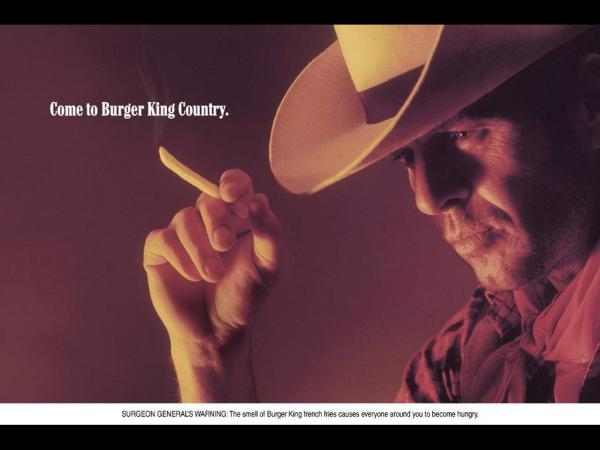 Come to Burger King Country.
SURGEON GENERAL'S WARNING: The smell of Burger King french fries causes everyone around you to become hungry.